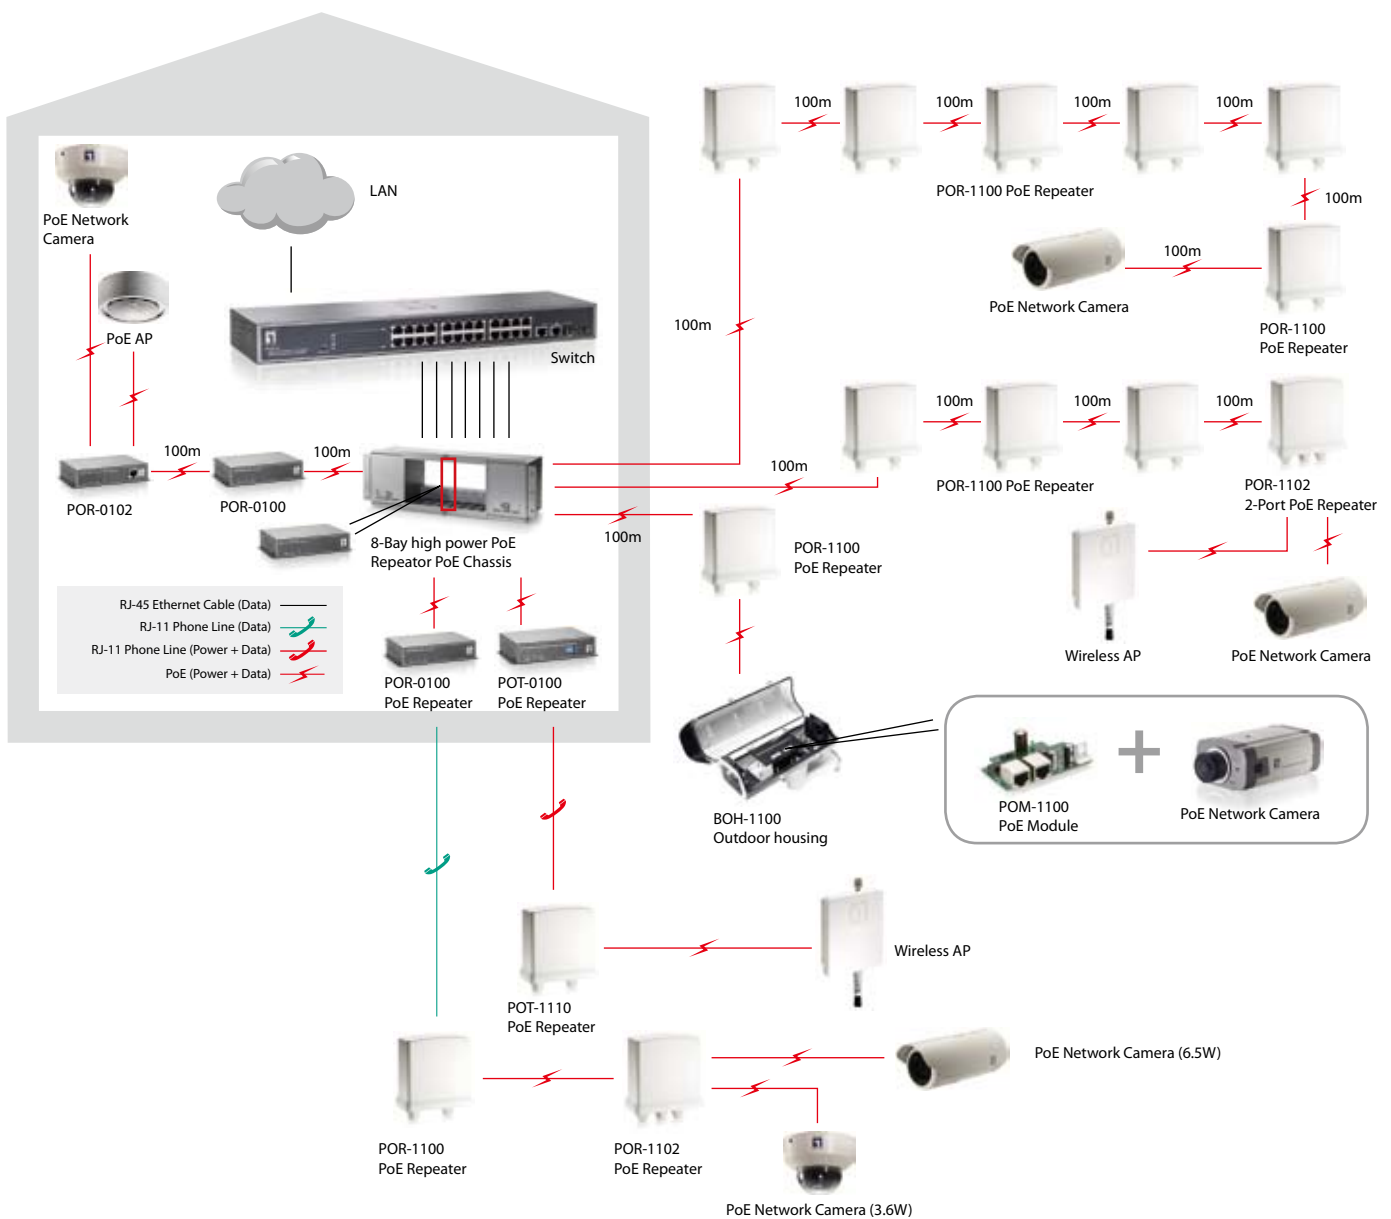 100m
100m
100m
100m
LAN
POR-1100 PoE Repeater
100m
PoE Network
Camera
100m
PoE Network Camera
PoE AP
100m
POR-1100
PoE Repeater
Switch
100m
100m
100m
100m
100m
100m
POR-0102
POR-0100
POR-1100 PoE Repeater
POR-1102
2-Port PoE Repeater
100m
8-Bay high power PoE
Repeator PoE Chassis
POR-1100
PoE Repeater
RJ-45 Ethernet Cable (Data)
RJ-11 Phone Line (Data)
RJ-11 Phone Line (Power + Data)
PoE (Power + Data)
Wireless AP
PoE Network Camera
POR-0100
PoE Repeater
POT-0100
PoE Repeater
BOH-1100
Outdoor housing
POM-1100
PoE Module
+
PoE Network Camera
Wireless AP
POT-1110
PoE Repeater
PoE Network Camera (6.5W)
POR-1100
PoE Repeater
POR-1102
PoE Repeater
PoE Network Camera (3.6W)